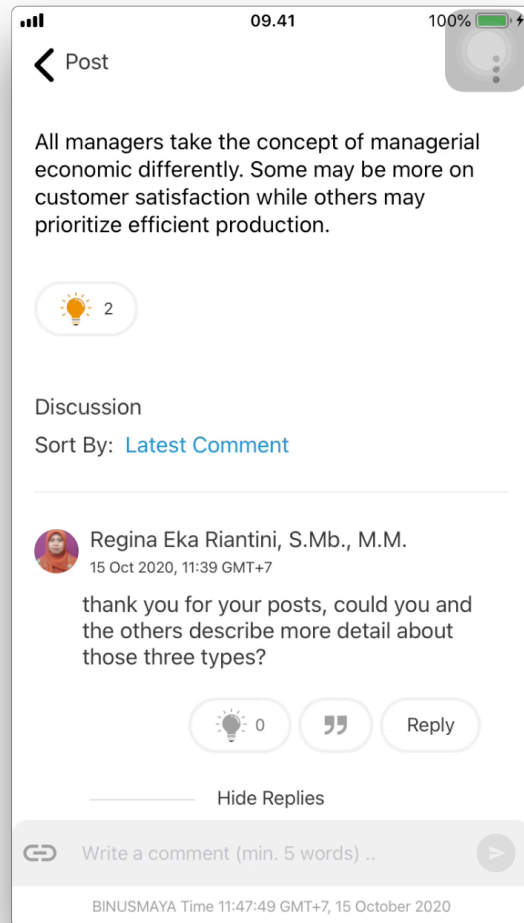 09.41
100%
Post
All managers take the concept of managerial
economic differently. Some may be more on
customer satisfaction while others may
prioritize efficient production.
2
Discussion
Sort By: Latest Comment
Regina Eka Riantini, S.Mb., M.M.
15 Oct 2020, 11:39 GMT+7
thank you for your posts, could you and
the others describe more detail about
those three types?
0
Reply
Hide Replies
Write a comment (min. 5 words) ..
BINUSMAYA Time 11:47:49 GMT+7, 15 October 2020